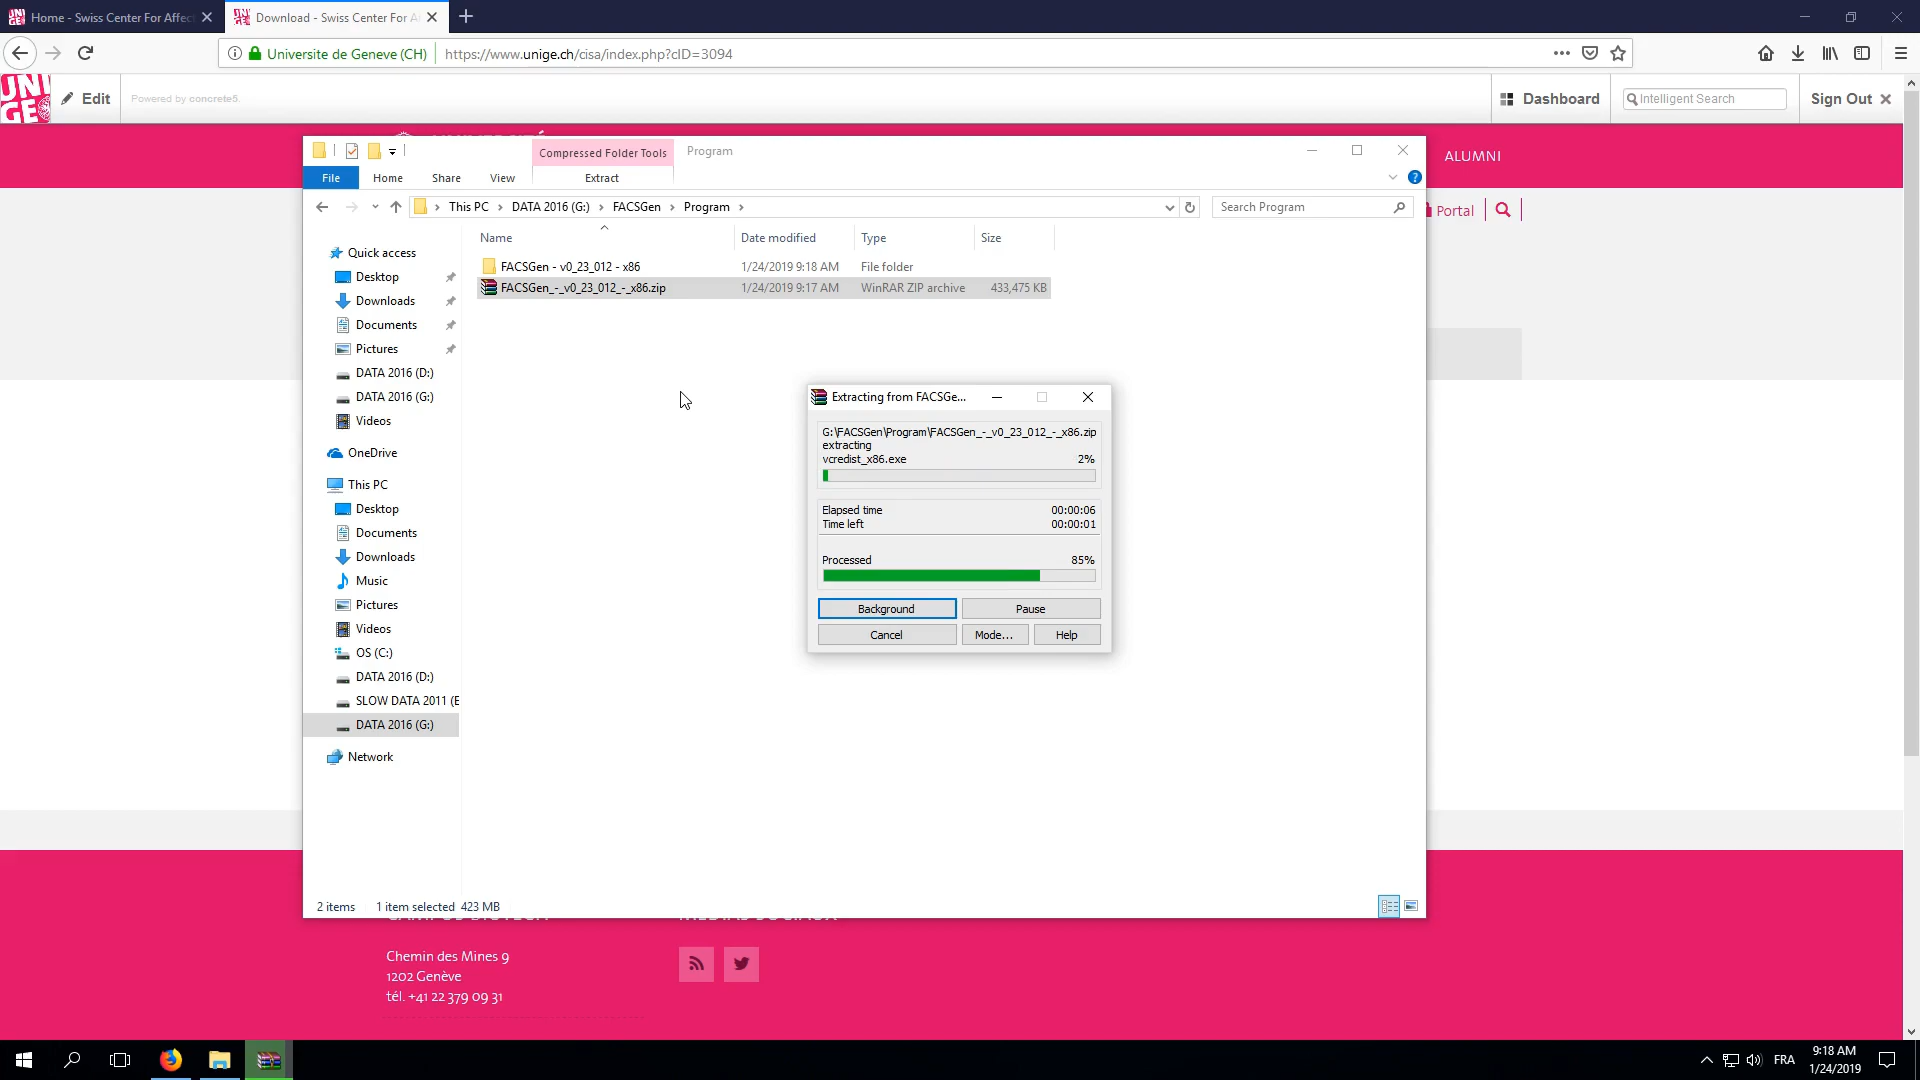 Home - Swiss Center For Affec
Download - Swiss Center For A
Universite de Geneve (CH)
https://www.unige.ch/cisa/index.php?cID=3094
UNI
GE
Edit
Powered by concrete5.
Dashboard
Intelligent Search
Sign Out
ALUMNI
Portal
Compressed Folder Tools
Program
File
Home
Share
View
Extract
This PC
DATA 2016 (G:)
FACSGen
Program
Search Program
Name
Date modified
Type
Size
FACSGen - v0_23_012 - x86
1/24/2019 9:18 AM
File folder
FACSGen_-_v0_23_012_-_x86.zip
1/24/2019 9:17 AM
WinRAR ZIP archive
433,475 KB
Quick access
Desktop
Downloads
Documents
Pictures
DATA 2016 (D:)
DATA 2016 (G:)
Videos
OneDrive
This PC
Desktop
Documents
Downloads
Music
Pictures
Videos
OS (C:)
DATA 2016 (D:)
SLOW DATA 2011 (E
DATA 2016 (G:)
Network
Extracting from FACSGe...
G:\FACSGen\Program\FACSGen_-_v0_23_012_-_x86.zip
extracting
vcredist_x86.exe 2%
Elapsed time 00:00:06
Time left 00:00:01
Processed 85%
Background
Pause
Cancel
Mode...
Help
2 items
1 item selected 423 MB
Chemin des Mines 9
1202 Genève
tél. +41 22 379 09 31
FRA
9:18 AM
1/24/2019